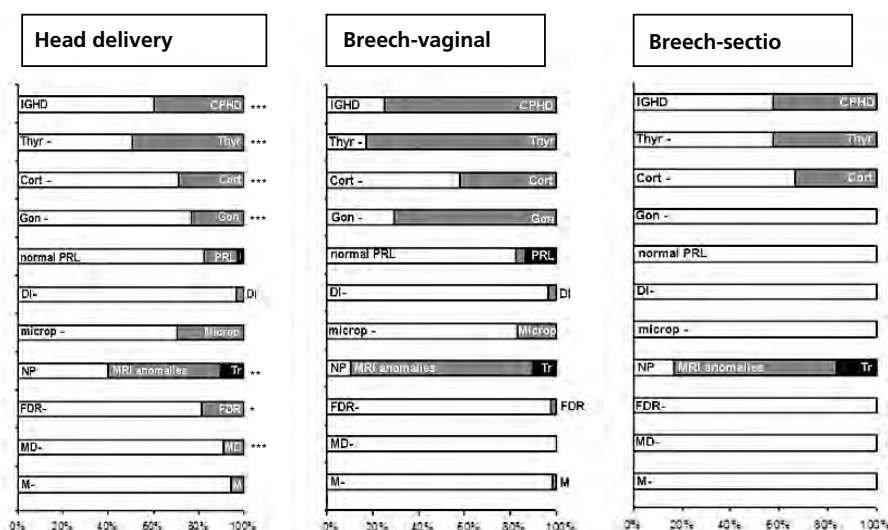 Head delivery
IGHD CPHD ***
Thyr - Thyr ***
Cort - Cort ***
Gon - Gon ***
normal PRL PRL
DI- DI
microp - Microp
NP MRI anomalies Tr **
FDR- FDR *
MD- MD ***
M- M
0% 20% 40% 60% 80% 100%
Breech-vaginal
IGHD CPHD
Thyr - Thyr
Cort - Cort
Gon - Gon
normal PRL PRL
DI- DI
microp - Microp
NP MRI anomalies Tr
FDR- FDR
MD-
M- M
0% 20% 40% 60% 80% 100%
Breech-sectio
IGHD CPHD
Thyr - Thyr
Cort - Cort
Gon -
normal PRL
DI-
microp -
NP MRI anomalies Tr
FDR-
MD-
M-
0% 20% 40% 60% 80% 100%